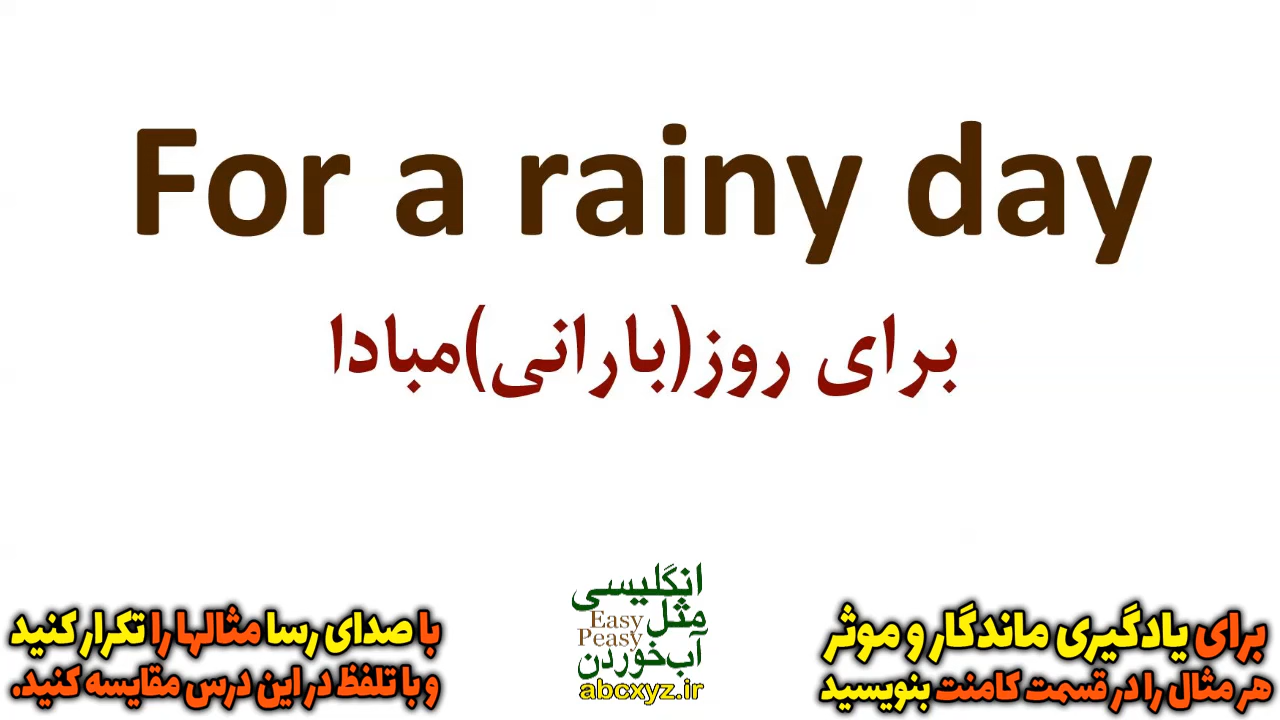 For a rainy day
برای روز(بارانی)مبادا
انگلیسی
مثل
Easy
Peasy
آب‌خوردن
abcxyz.ir
برای یادگیری ماندگار و موثر
هر مثال را در قسمت کامنت بنویسید
با صدای رسا مثالها را تکرار کنید
و با تلفظ در این درس مقایسه کنید.